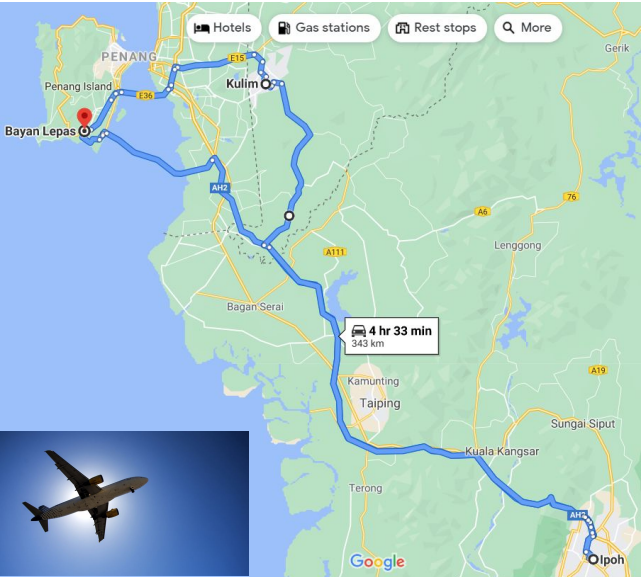 Hotels
Gas stations
Rest stops
More
Gerik
PENANG
E15
Penang Island
Kulim
E36
Bayan Lepas
AH2
76
A6
Lenggong
A111
Bagan Serai
4 hr 33 min
343 km
A19
Kamunting
Taiping
Sungai Siput
Kuala Kangsar
Terong
AH2
Ipoh
Google